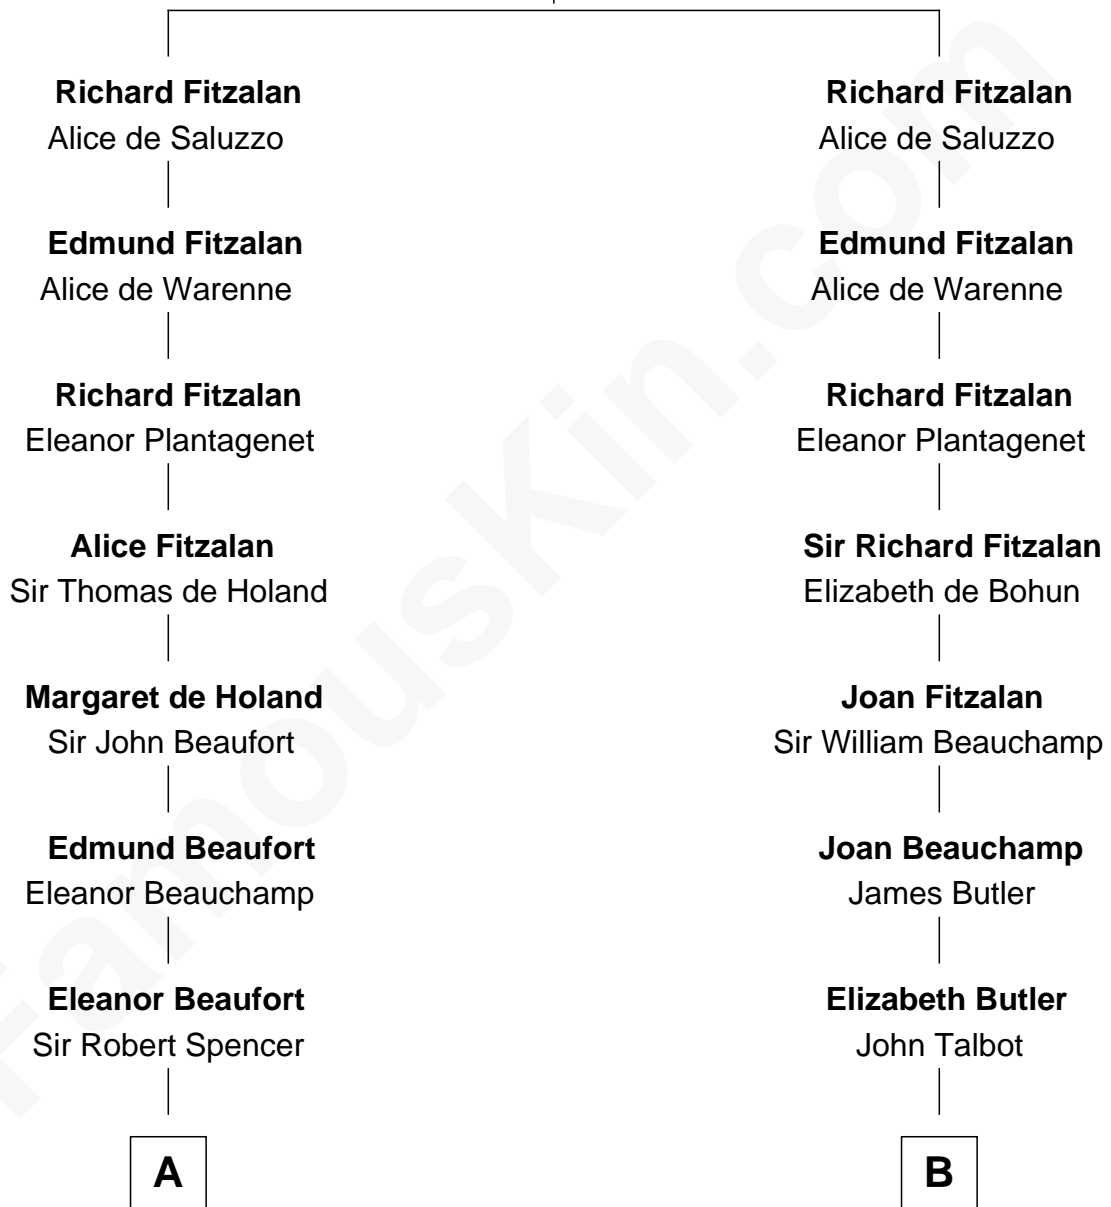 Richard Fitzalan
Alice de Saluzzo
Edmund Fitzalan
Alice de Warenne
Richard Fitzalan
Eleanor Plantagenet
Alice Fitzalan
Sir Thomas de Holand
Margaret de Holand
Sir John Beaufort
Edmund Beaufort
Eleanor Beauchamp
Eleanor Beaufort
Sir Robert Spencer
A
Richard Fitzalan
Alice de Saluzzo
Edmund Fitzalan
Alice de Warenne
Richard Fitzalan
Eleanor Plantagenet
Sir Richard Fitzalan
Elizabeth de Bohun
Joan Fitzalan
Sir William Beauchamp
Joan Beauchamp
James Butler
Elizabeth Butler
John Talbot
B
FamousKin.com